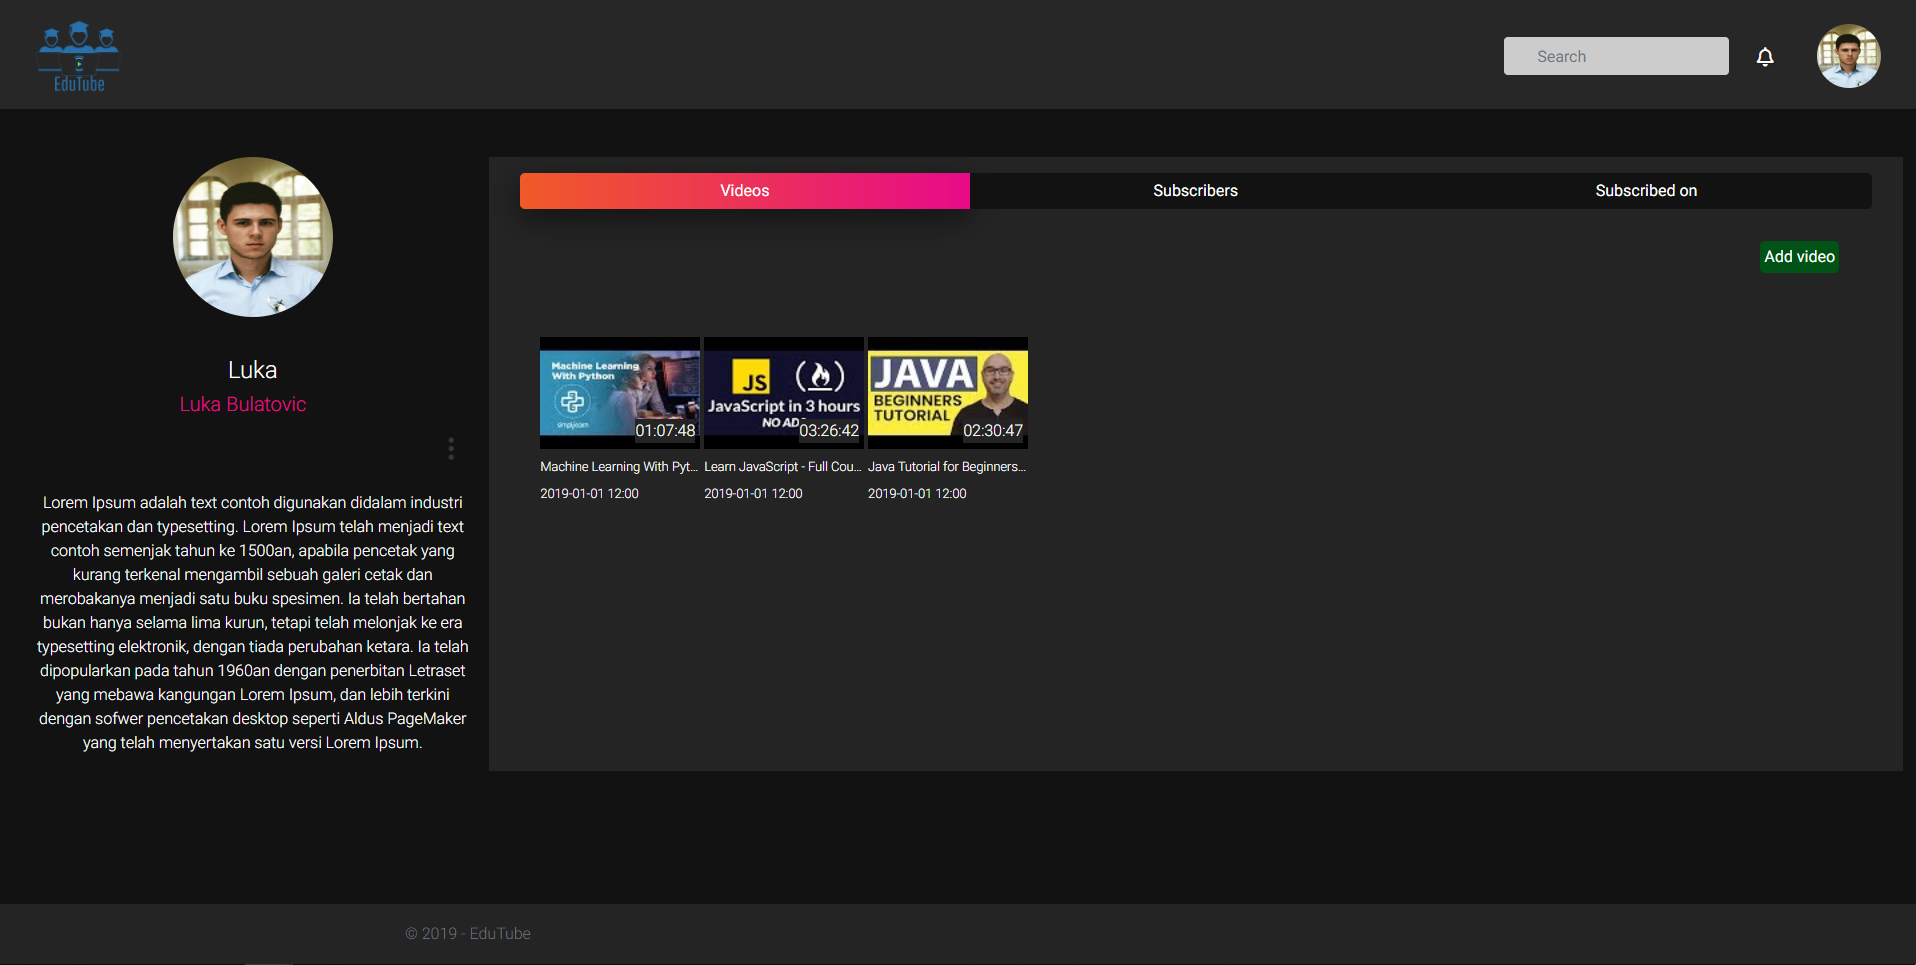 EduTube
Search
Luka
Luka Bulatovic
Lorem Ipsum adalah text contoh digunakan didalam industri
pencetakan dan typesetting. Lorem Ipsum telah menjadi text
contoh semenjak tahun ke 1500an, apabila pencetak yang
kurang terkenal mengambil sebuah galeri cetak dan
merobakanya menjadi satu buku spesimen. Ia telah bertahan
bukan hanya selama lima kurun, tetapi telah melonjak ke era
typesetting elektronik, dengan tiada perubahan ketara. Ia telah
dipopularkan pada tahun 1960an dengan penerbitan Letraset
yang mebawa kangungan Lorem Ipsum, dan lebih terkini
dengan sofwer pencetakan desktop seperti Aldus PageMaker
yang telah menyertakan satu versi Lorem Ipsum.
Videos
Subscribers
Subscribed on
Add video
Machine Learning
With Python
simplilearn
01:07:48
Machine Learning With Pyt...
2019-01-01 12:00
JS
JavaScript in 3 hours
NO AD
03:26:42
Learn JavaScript - Full Cou...
2019-01-01 12:00
JAVA
BEGINNERS
TUTORIAL
02:30:47
Java Tutorial for Beginners...
2019-01-01 12:00
© 2019 - EduTube